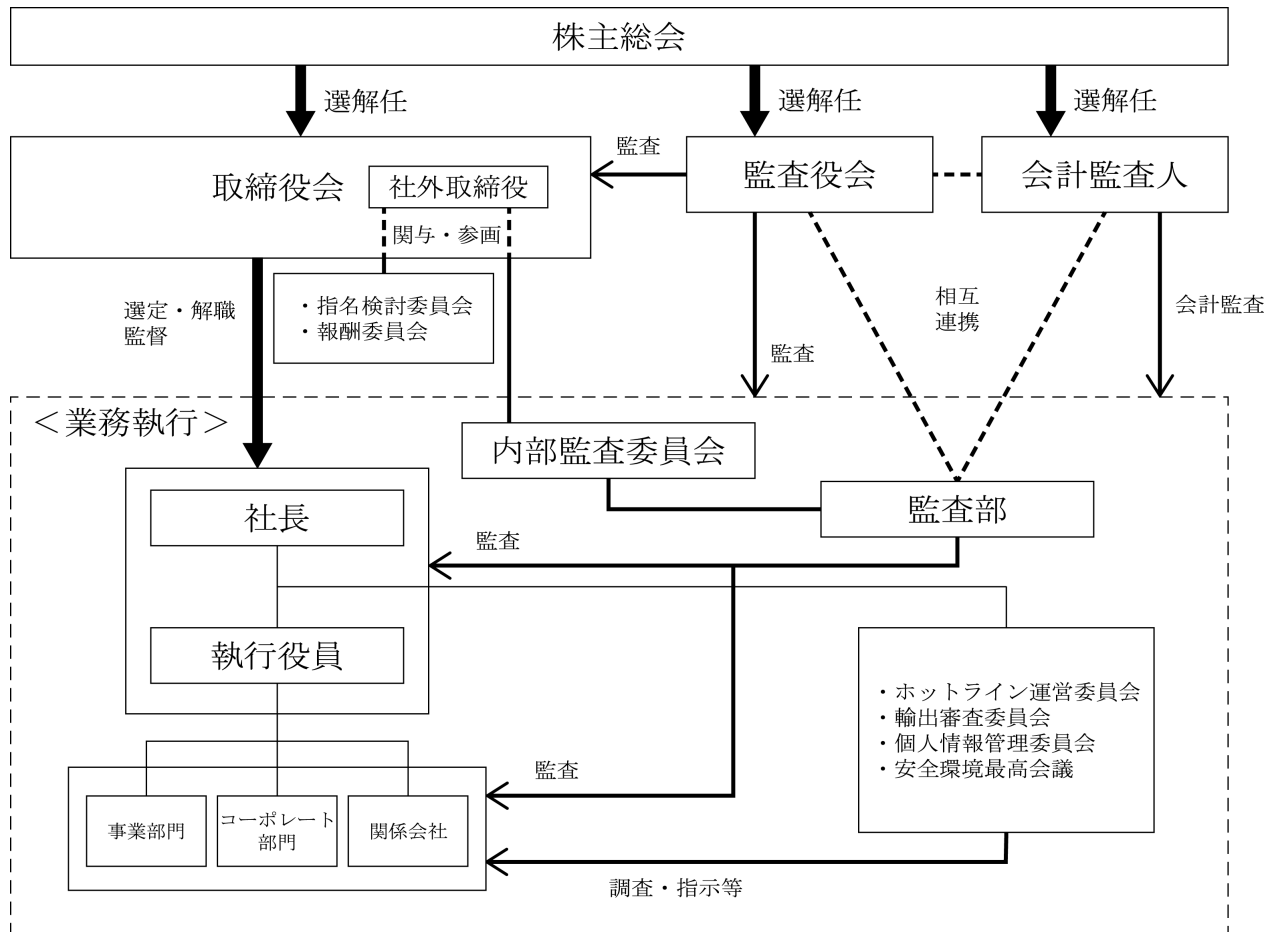 株主総会
選解任
選解任
選解任
取締役会
社外取締役
監査
監査役会
会計監査人
関与・参画
選定・解職
監督
・指名検討委員会
・報酬委員会
監査
相互
連携
会計監査
＜業務執行＞
内部監査委員会
監査部
社長
監査
執行役員
・ホットライン運営委員会
・輸出審査委員会
・個人情報管理委員会
・安全環境最高会議
監査
事業部門
コーポレート
部門
関係会社
調査・指示等